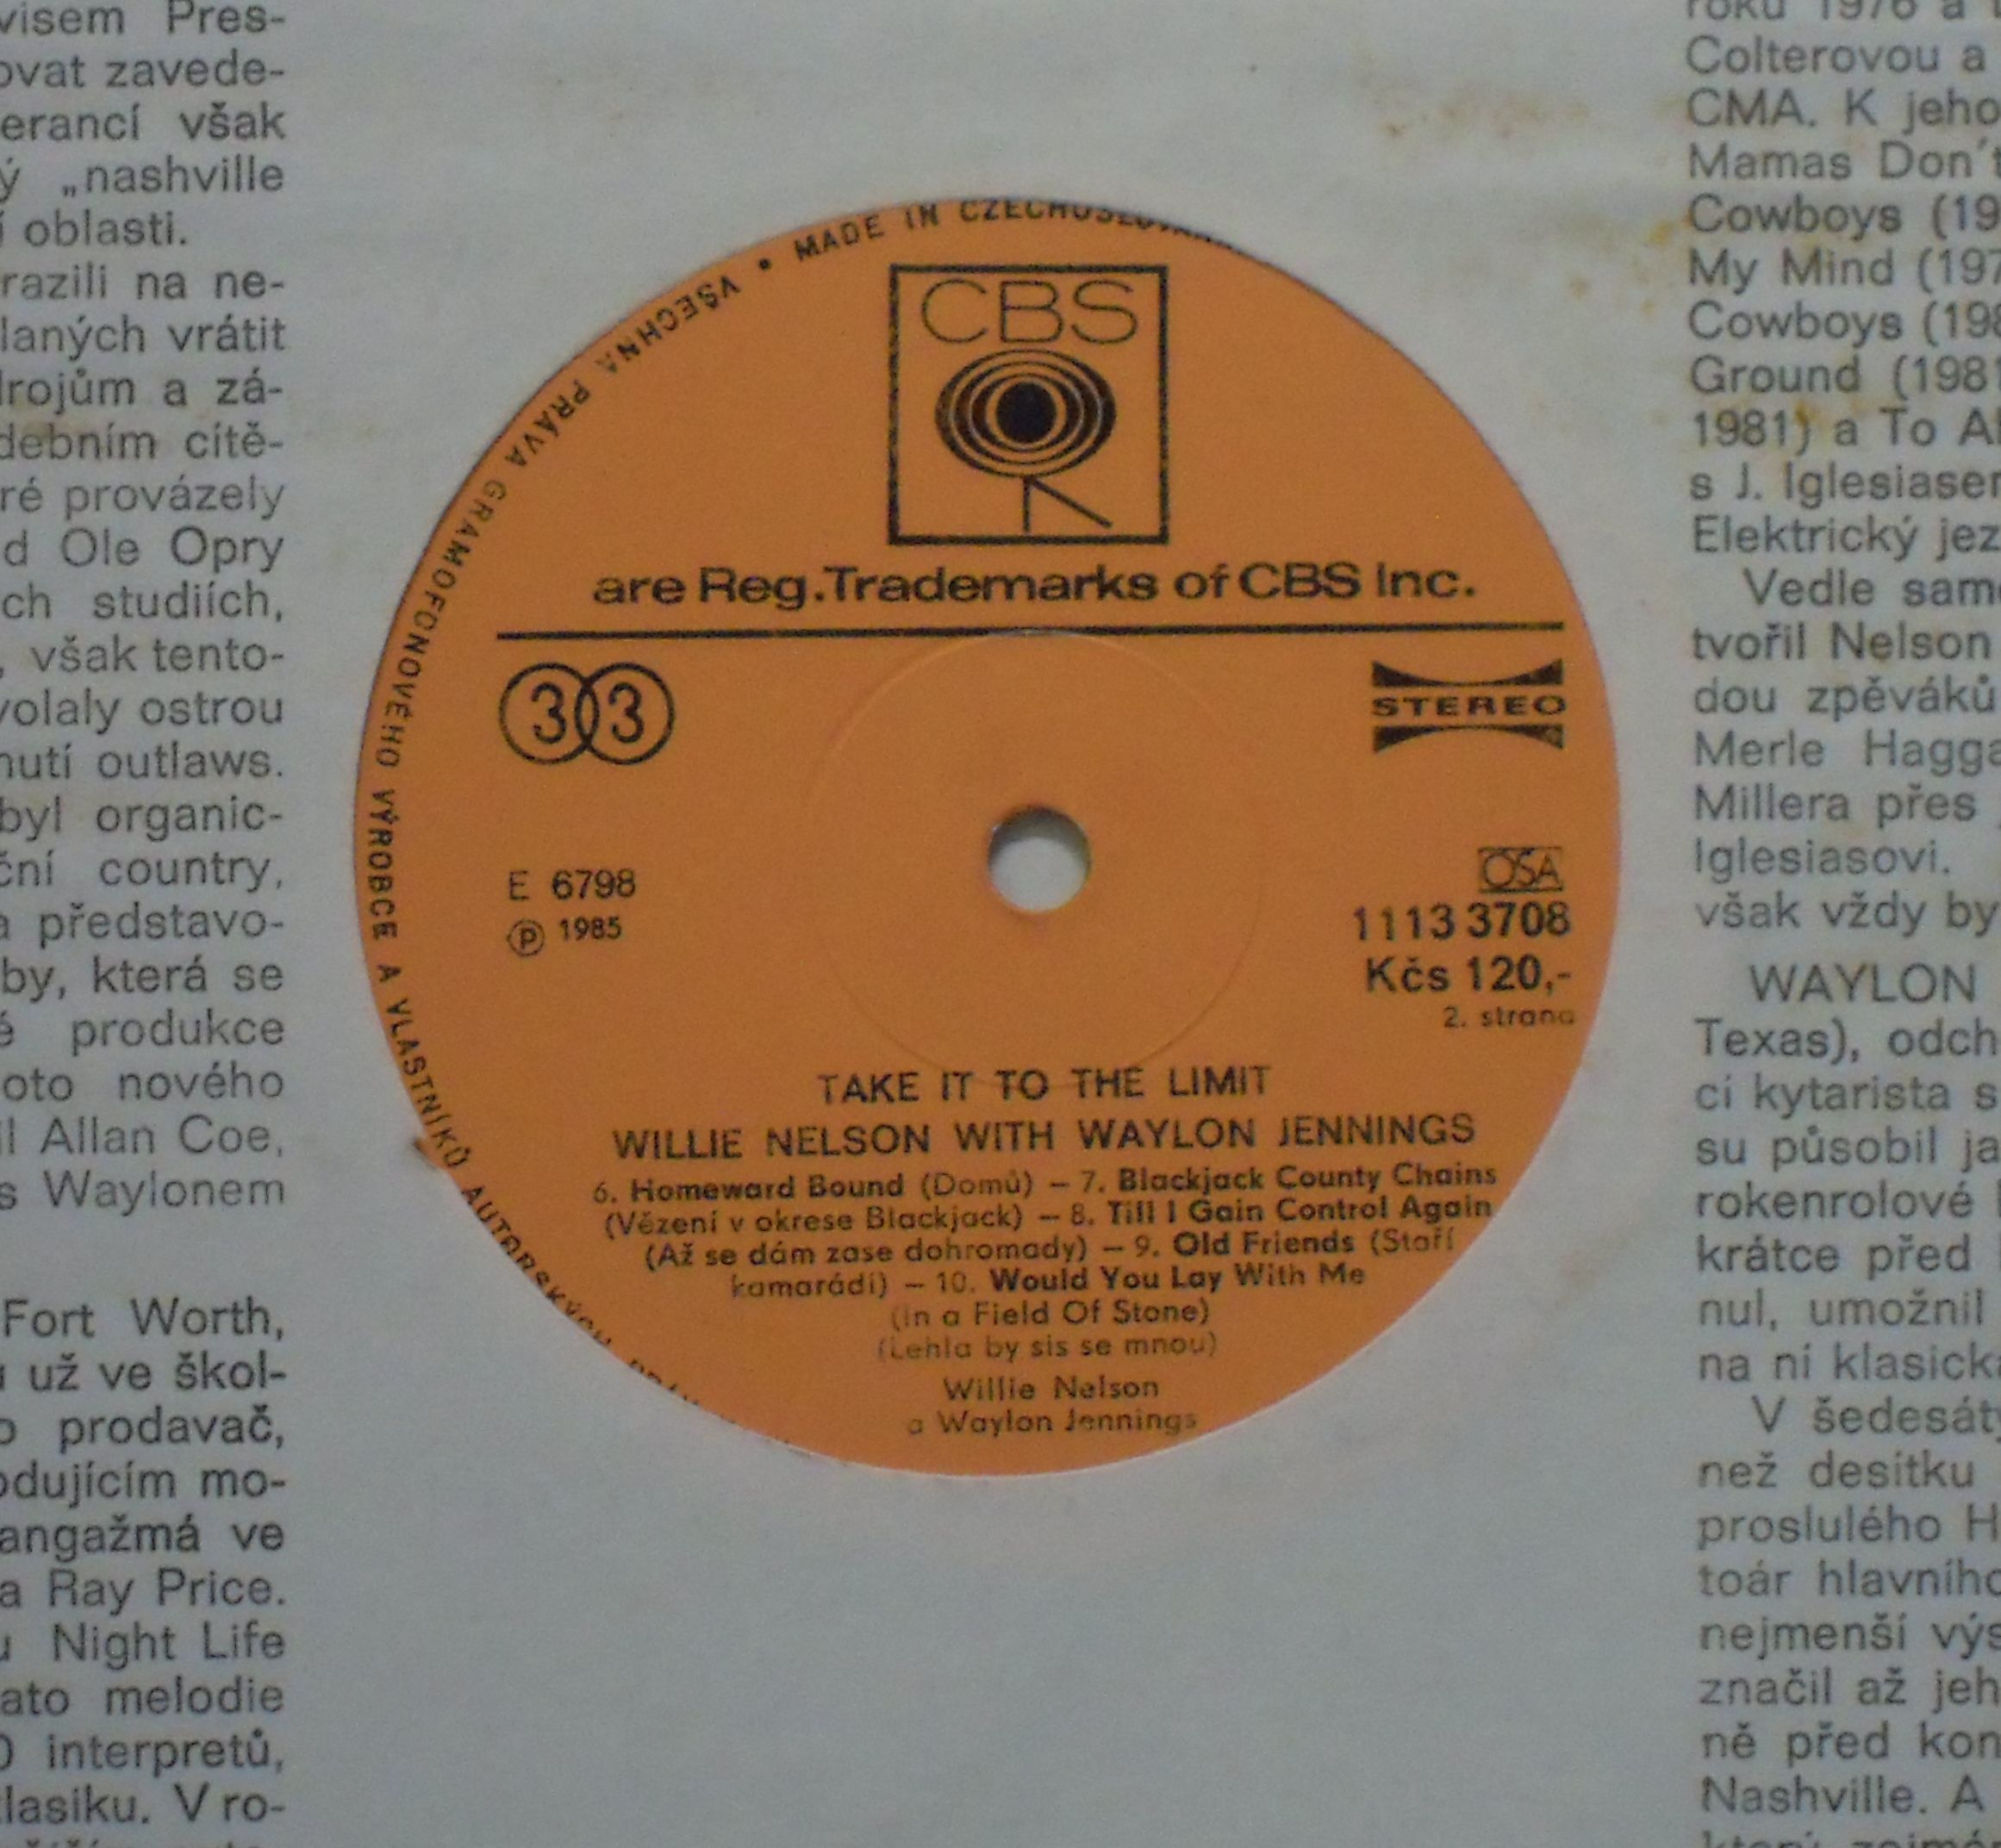 visem Pres-
ovat zavede-
erancí však
ý „nashville
í oblasti.
razili na ne-
laných vrátit
drojům a zá-
debním cítě-
ré provázely
d Ole Opry
ch studiích,
, však tento-
volaly ostrou
nutí outlaws.
byl organic-
ční country,
a představo-
by, která se
é produkce
oto nového
il Allan Coe,
s Waylonem
Fort Worth,
u už ve škol-
o prodavač,
odujícím mo-
angažmá ve
a Ray Price.
u Night Life
ato melodie
0 interpretů,
klasiku. V ro-
VŠECHNA PRÁVA GRAMOFONOVÉHO VÝROBCE A VLASTNÍKŮ AUTORSKÝCH
• MADE IN
CBS
are Reg.Trademarks of CBS Inc.
33
STEREO
E 6798
℗ 1985
OSA
1113 3708
Kčs 120,-
2. strana
TAKE IT TO THE LIMIT
WILLIE NELSON WITH WAYLON JENNINGS
6. Homeward Bound (Domů) – 7. Blackjack County Chains
(Vězení v okrese Blackjack) – 8. Till I Gain Control Again
(Až se dám zase dohromady) – 9. Old Friends (Staří
kamarádi) – 10. Would You Lay With Me
(In a Field Of Stone)
(Lehla by sis se mnou)
Willie Nelson
a Waylon Jennings
roku 1976 a
Colterovou a
CMA. K jeho
Mamas Don´t
Cowboys (19
My Mind (197
Cowboys (198
Ground (1981
1981) a To Al
s J. Iglesiasem
Elektrický jez
Vedle samo
tvořil Nelson
dou zpěváků
Merle Hagga
Millera přes
Iglesiasovi.
však vždy by
WAYLON
Texas), odch
cí kytarista s
su působil ja
rokenrolové
krátce před
nul, umožnil
na ní klasick
V šedesátý
než desítku
proslulého H
toár hlavního
nejmenší výs
značil až jeh
ně před kon
Nashville. A